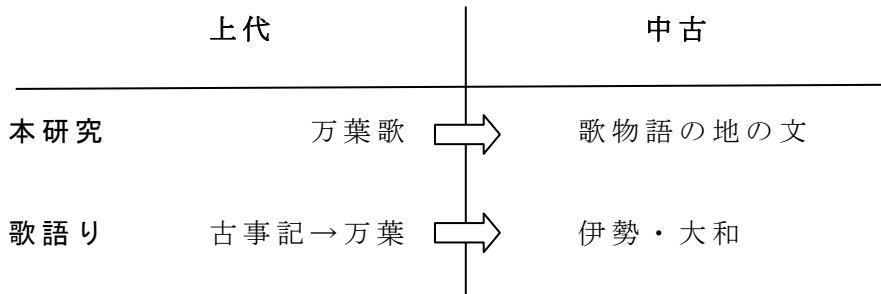 上代 中古
本研究 万葉歌 歌物語の地の文
歌語り 古事記→万葉 伊勢・大和